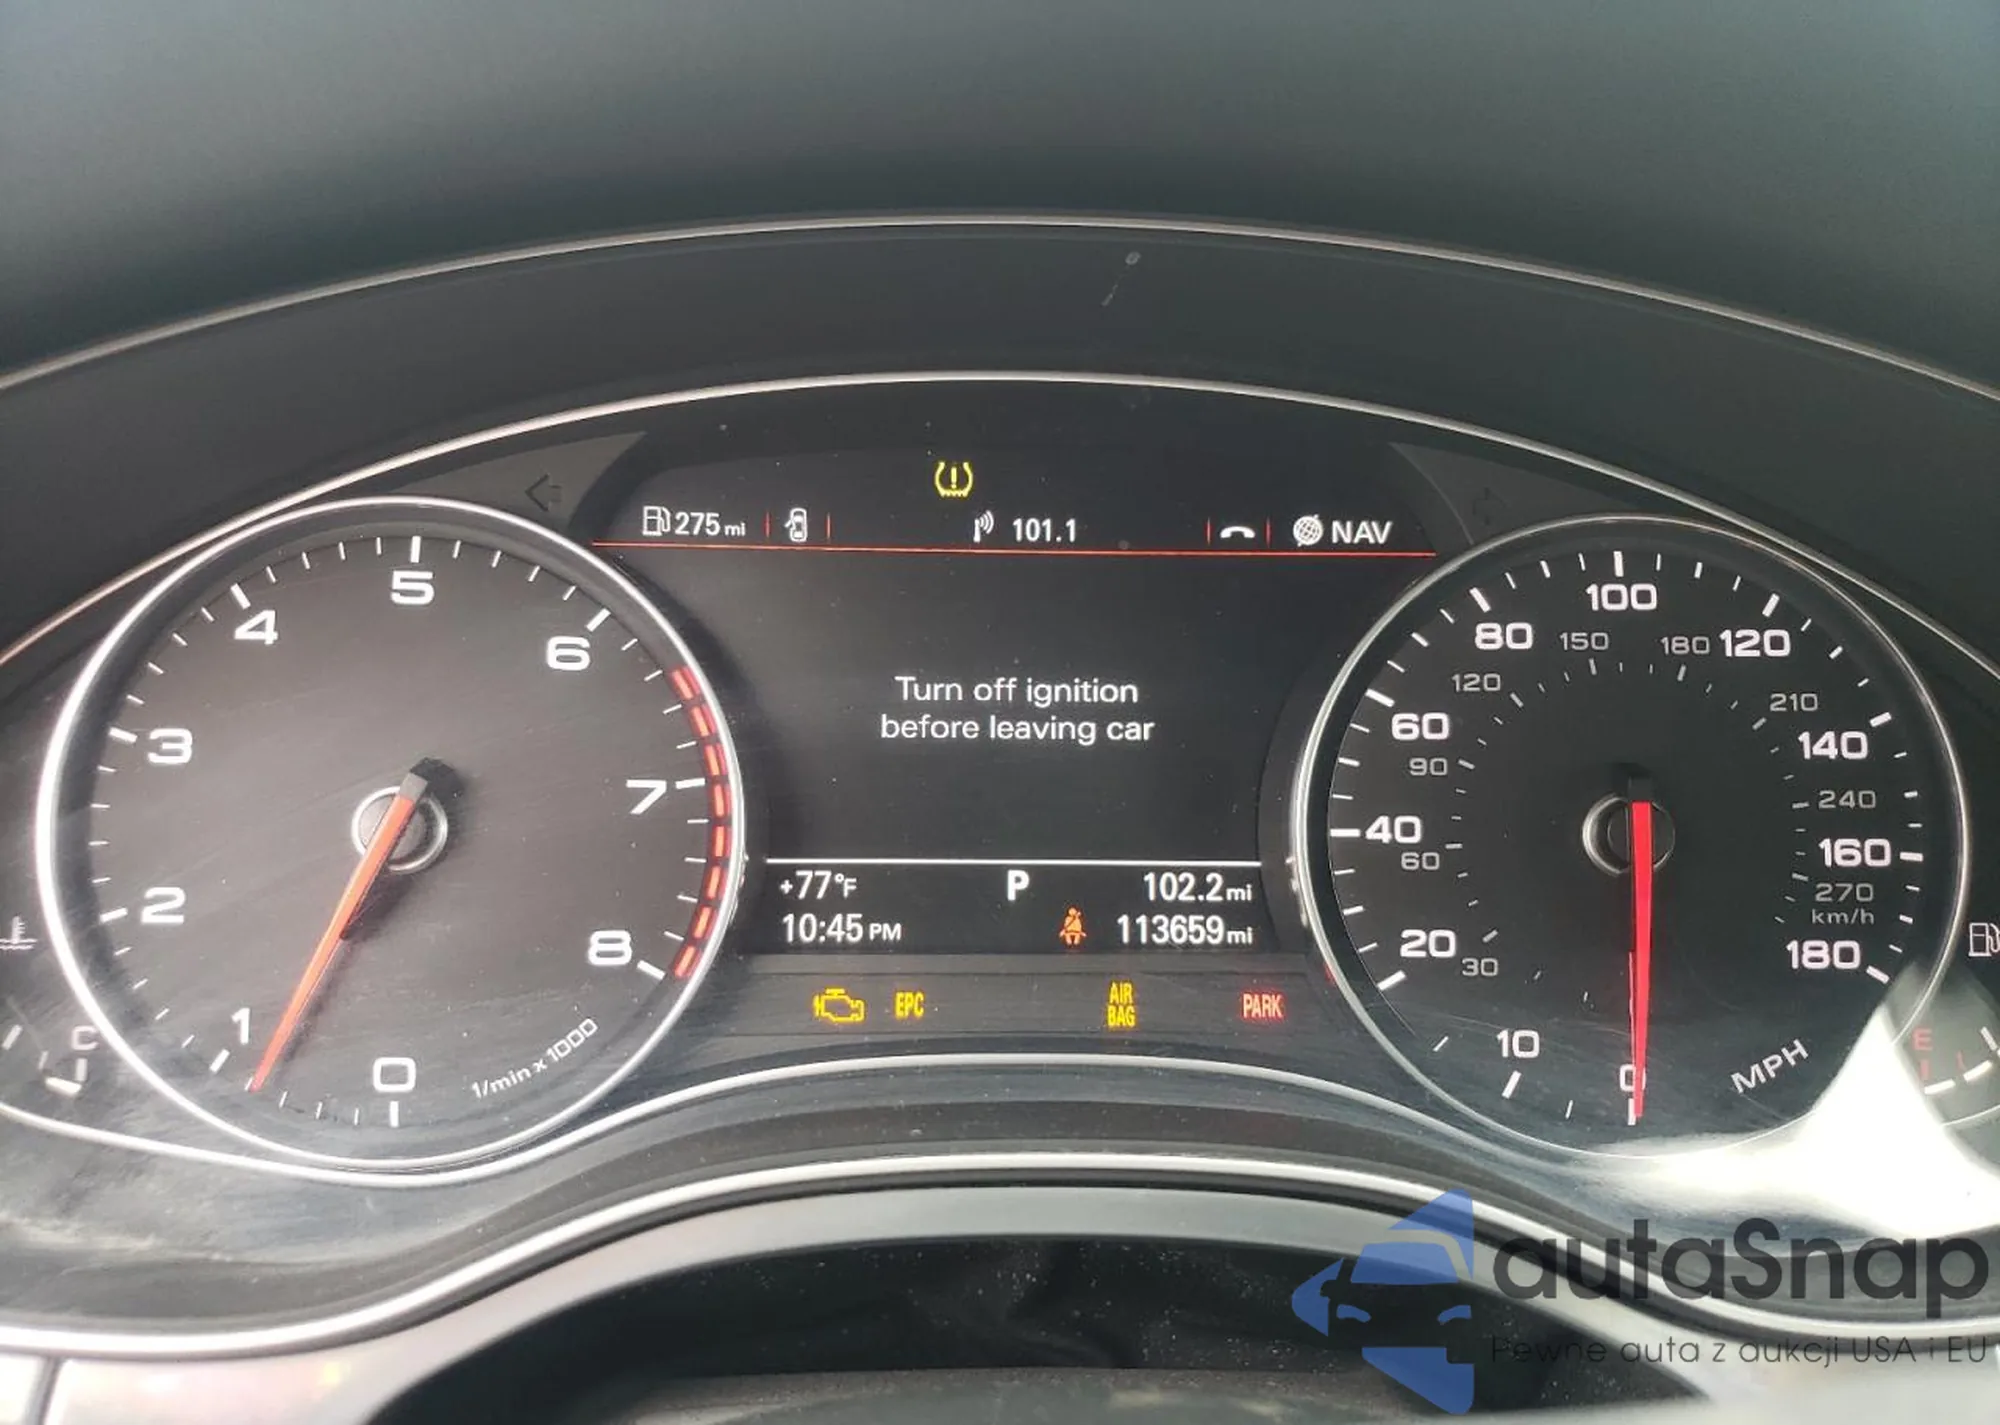 275 mi
101.1
NAV
Turn off ignition
before leaving car
+77°F
P
102.2 mi
10:45 PM
113659 mi
EPC
AIR
BAG
PARK
0
1
2
3
4
5
6
7
8
1/min x 1000
C
0
10
20
40
60
80
100
120
140
160
180
MPH
30
60
90
120
150
180
210
240
270
km/h
E
autaSnap
Pewne auta z aukcji USA i EU